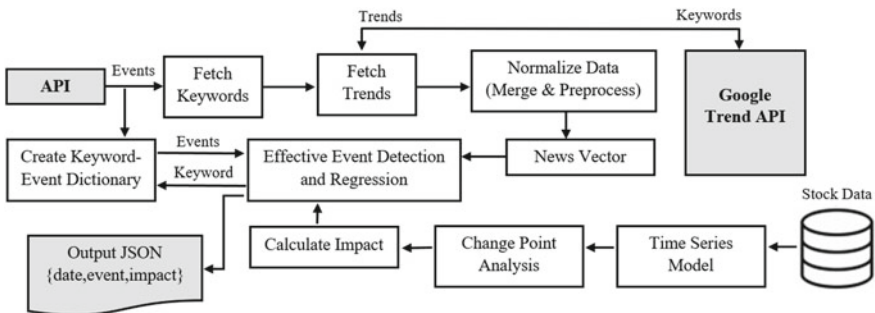 Trends
Keywords
API
Events
Fetch
Keywords
Fetch
Trends
Normalize Data
(Merge & Preprocess)
Google
Trend API
Create Keyword-
Event Dictionary
Events
Keyword
Effective Event Detection
and Regression
News Vector
Stock Data
Output JSON
{date,event,impact}
Calculate Impact
Change Point
Analysis
Time Series
Model